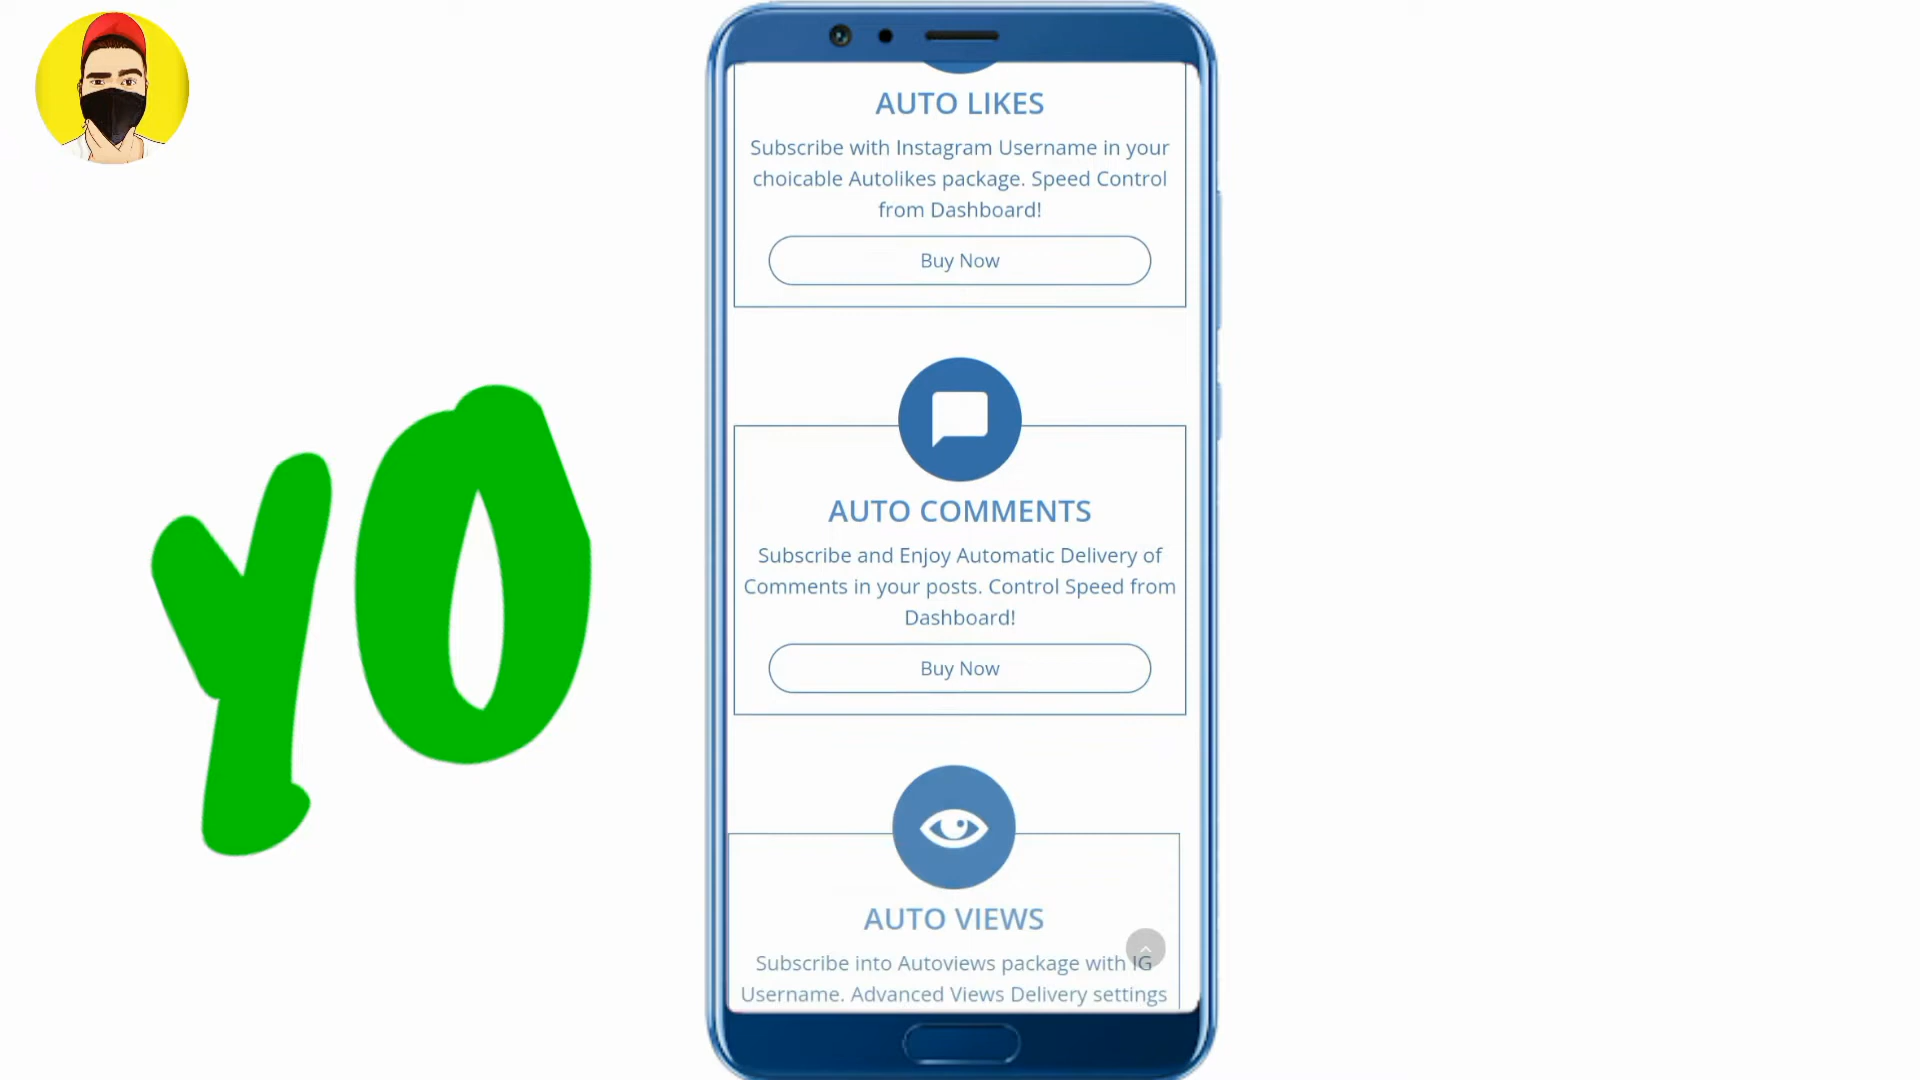 YO
AUTO LIKES
Subscribe with Instagram Username in your
choicable Autolikes package. Speed Control
from Dashboard!
Buy Now
AUTO COMMENTS
Subscribe and Enjoy Automatic Delivery of
Comments in your posts. Control Speed from
Dashboard!
Buy Now
AUTO VIEWS
Subscribe into Autoviews package with IG
Username. Advanced Views Delivery settings